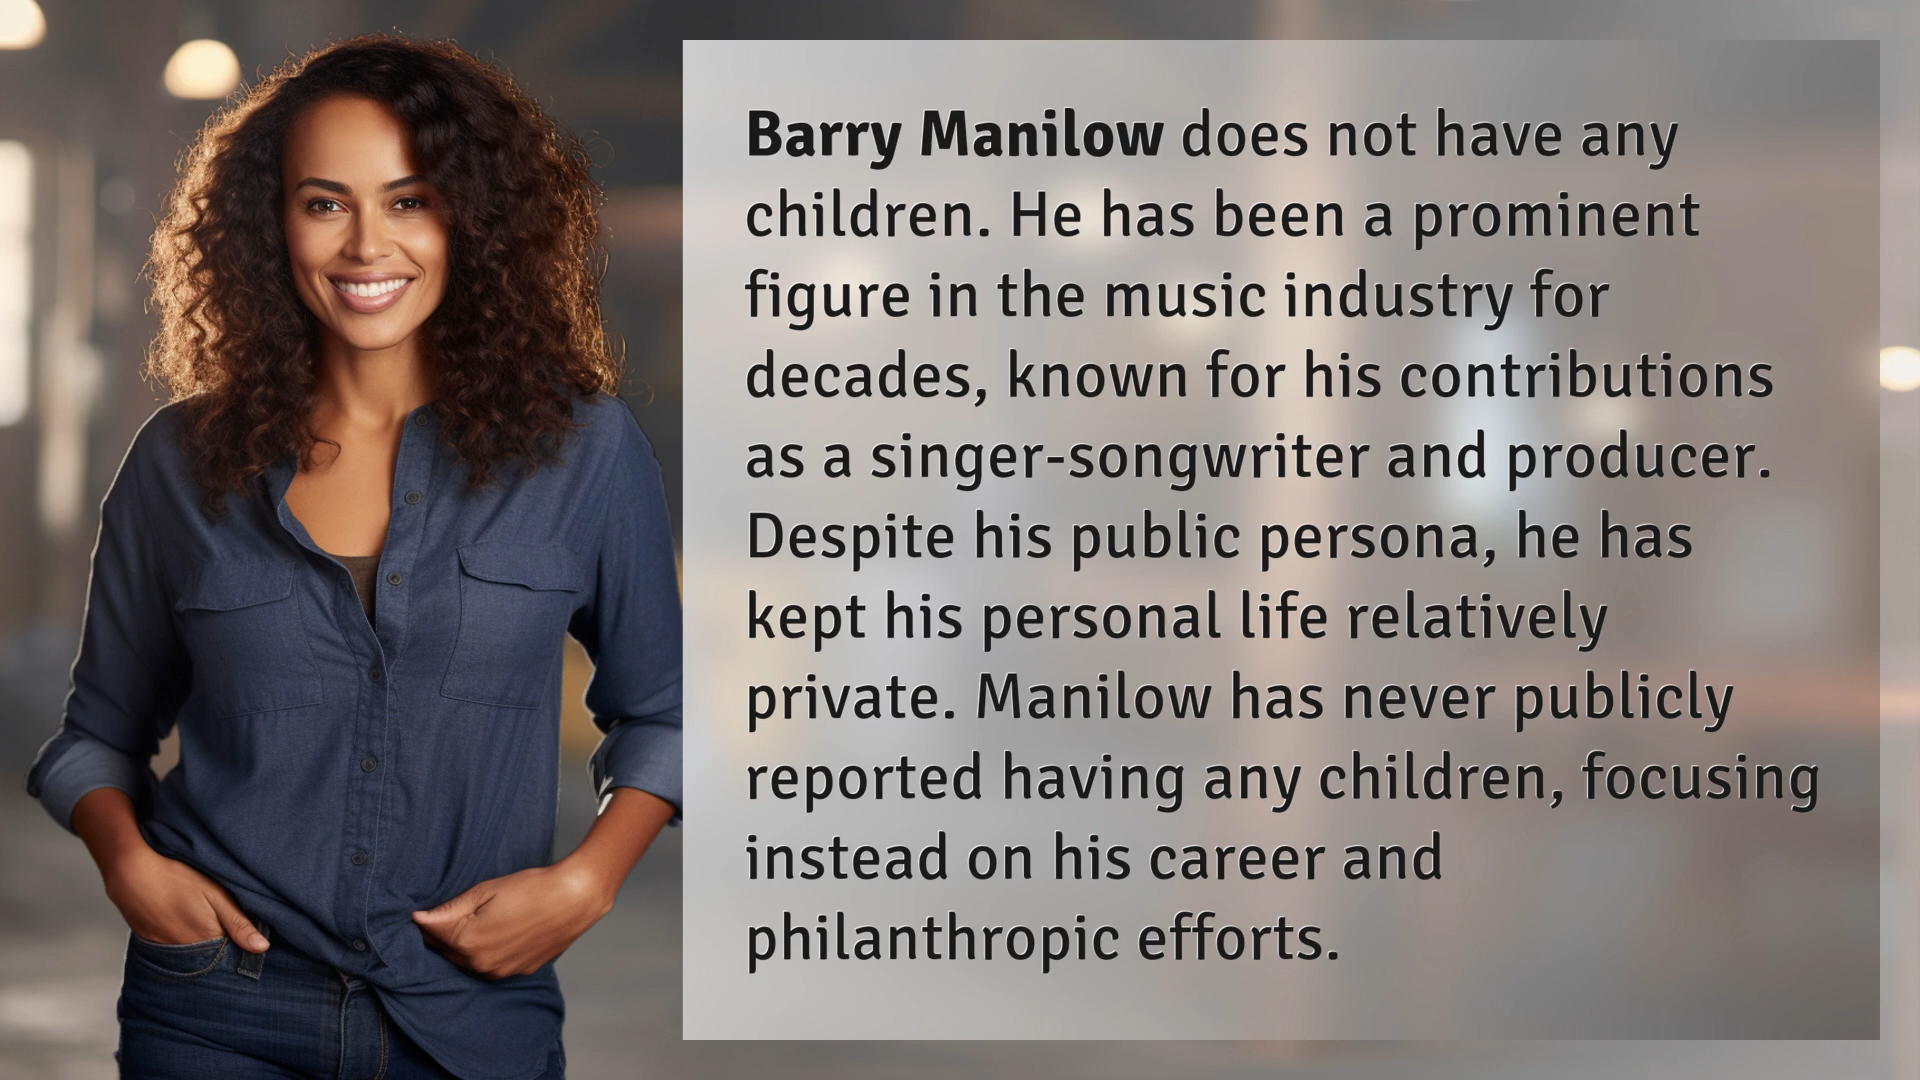 Barry Manilow does not have any
children. He has been a prominent
figure in the music industry for
decades, known for his contributions
as a singer-songwriter and producer.
Despite his public persona, he has
kept his personal life relatively
private. Manilow has never publicly
reported having any children, focusing
instead on his career and
philanthropic efforts.